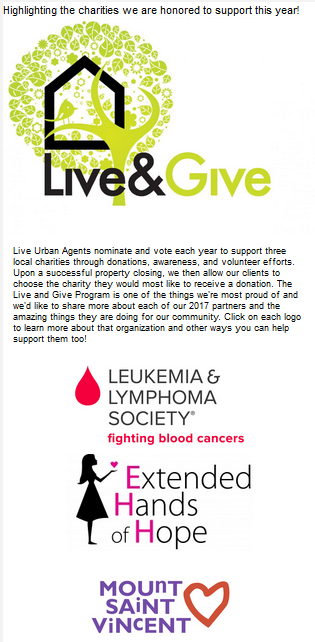 Highlighting the charities we are honored to support this year!
Live&Give
Live Urban Agents nominate and vote each year to support three
local charities through donations, awareness, and volunteer efforts.
Upon a successful property closing, we then allow our clients to
choose the charity they would most like to receive a donation. The
Live and Give Program is one of the things we're most proud of and
we'd like to share more about each of our 2017 partners and the
amazing things they are doing for our community. Click on each logo
to learn more about that organization and other ways you can help
support them too!
LEUKEMIA &
LYMPHOMA
SOCIETY®
fighting blood cancers
Extended
Hands
of Hope
MOUnT
SAiNT
ViNCENT